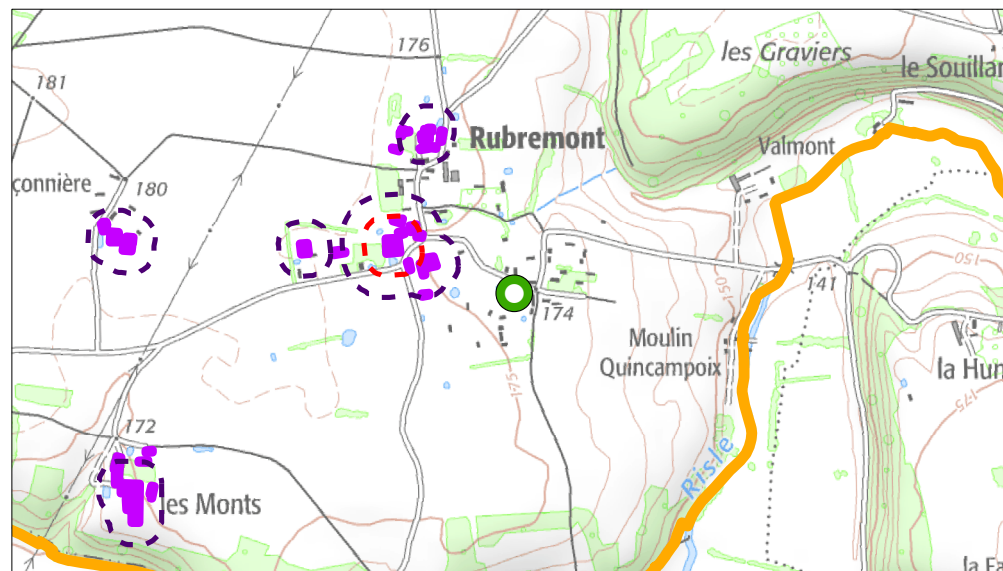 176
les Graviers
le Souillar
181
Rubremont
Valmont
çonnière
180
150
150
141
174
Moulin
Quincampoix
la Hun
175
175
172
Risle
les Monts
la Fa